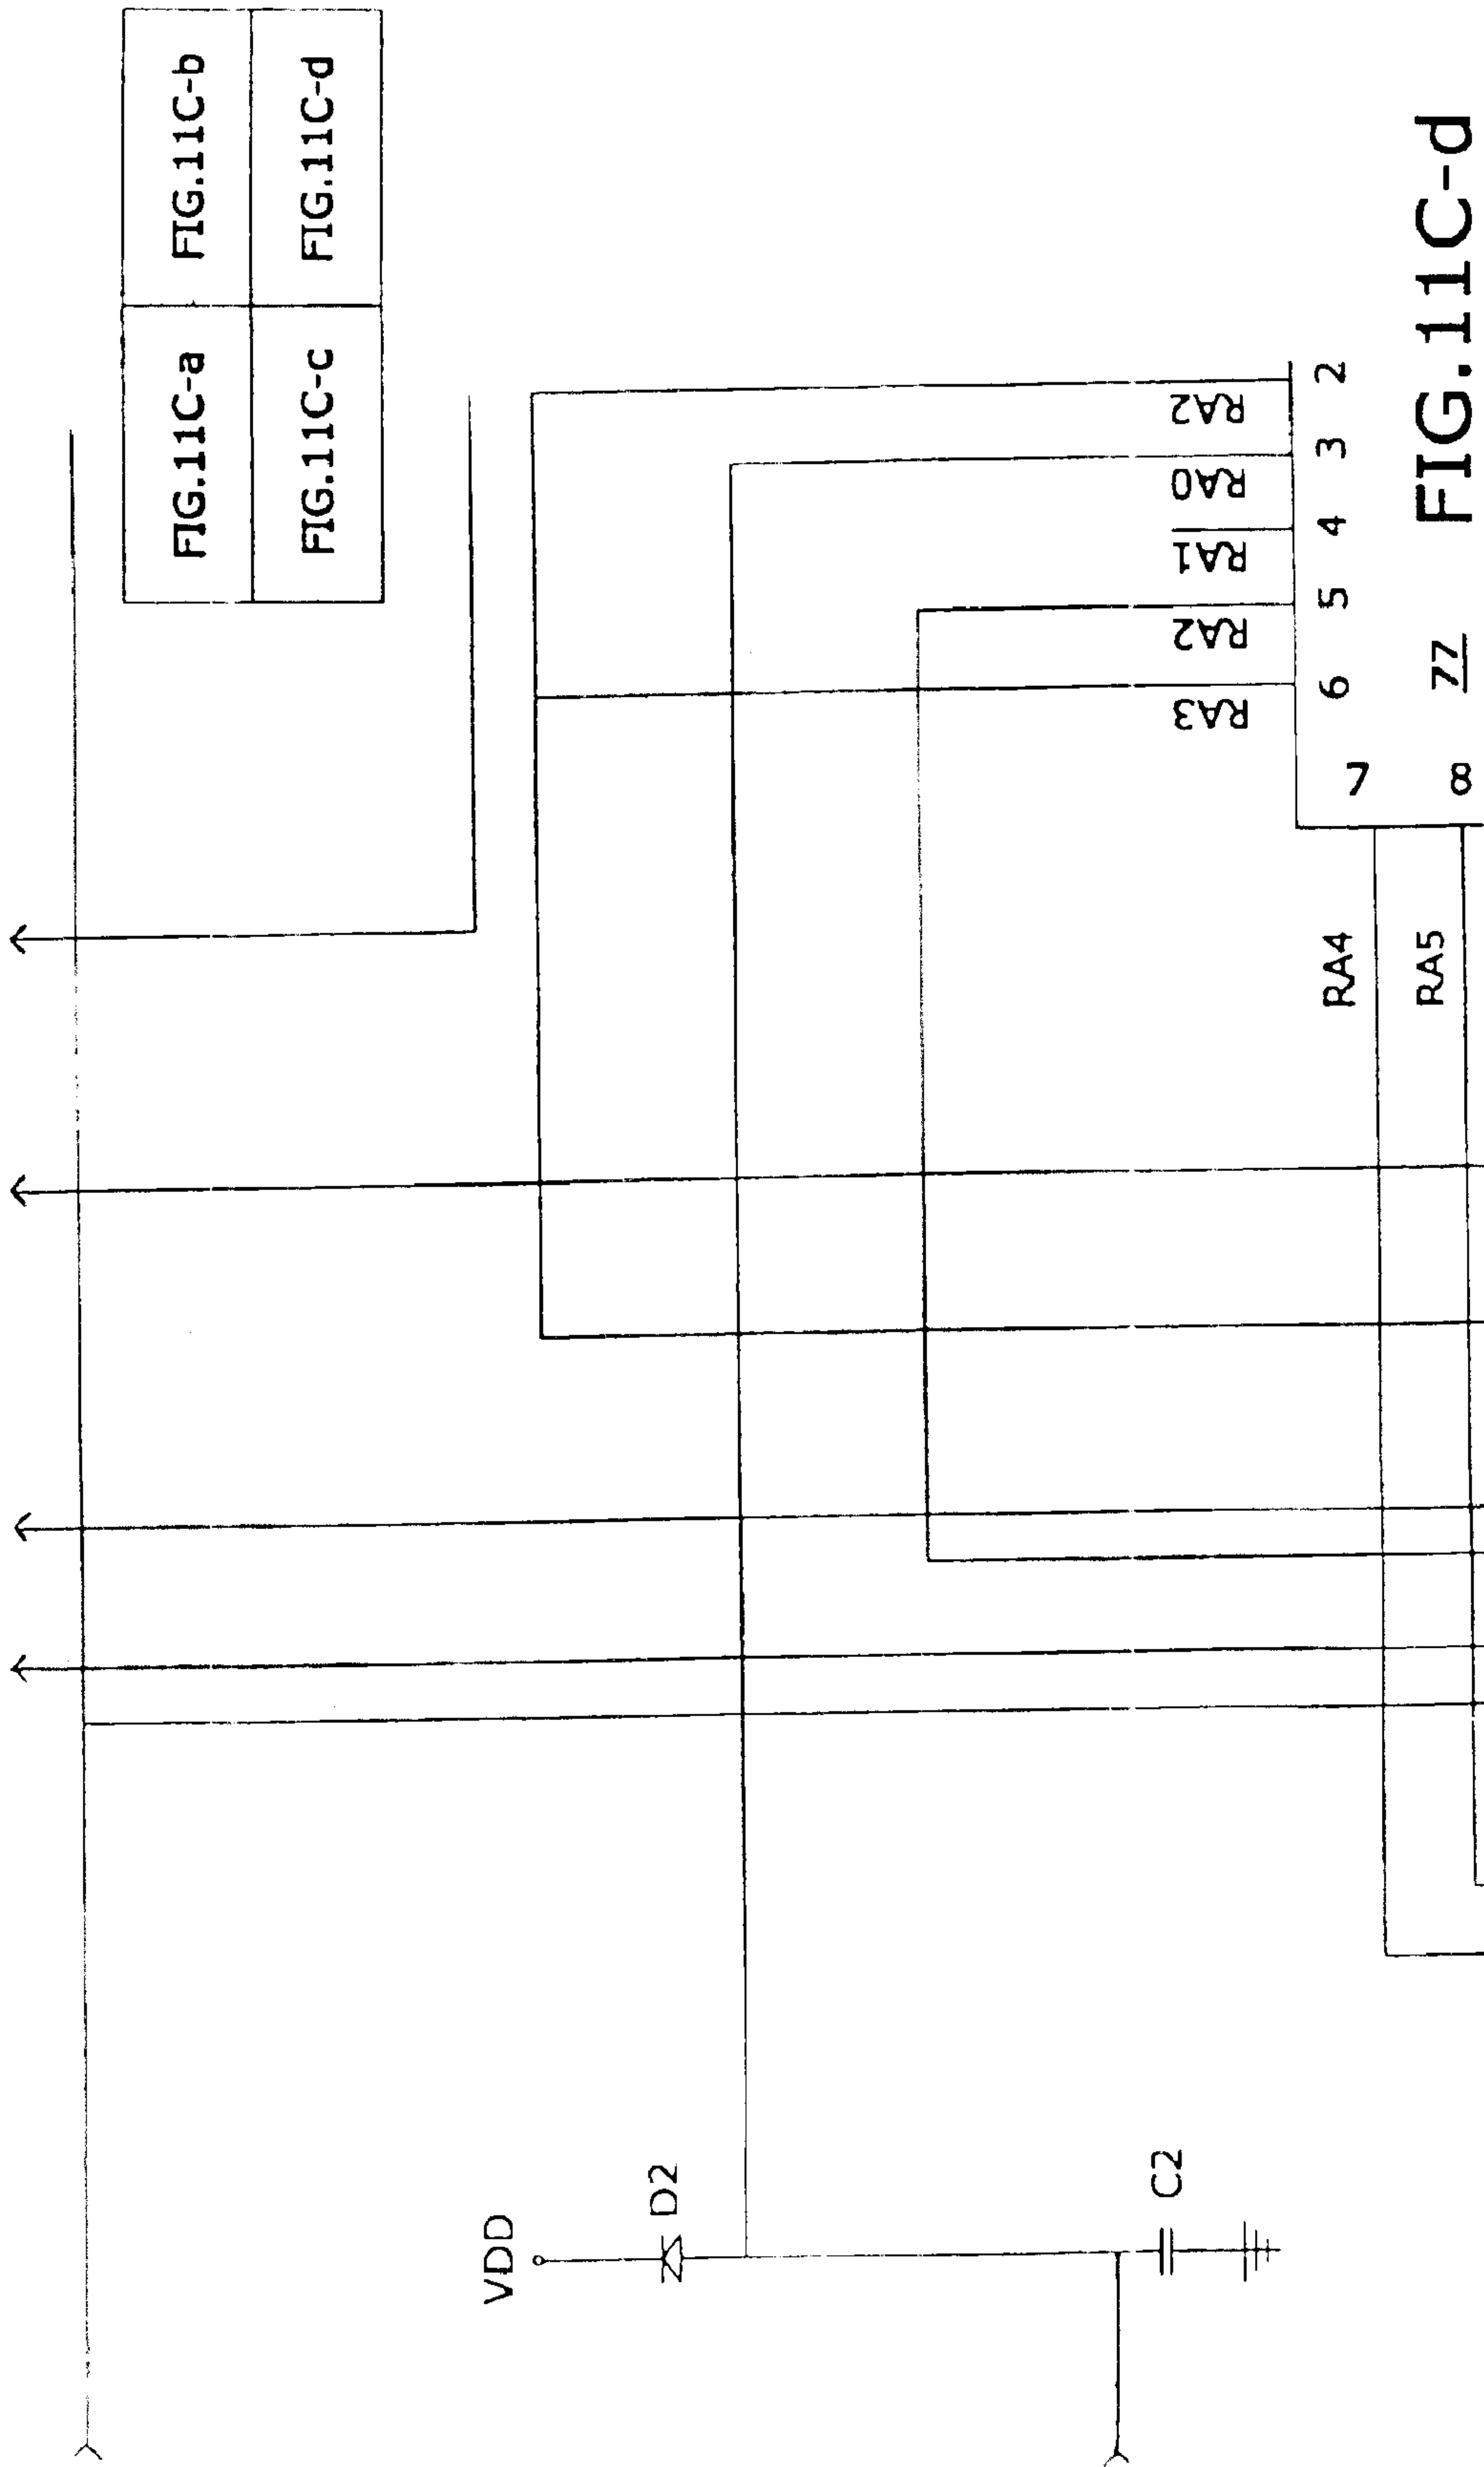 FIG.11C-a FIG.11C-b
FIG.11C-c FIG.11C-d
VDD
D2
C2
RA3 RA2 RA1 RA0 RA2
6 5 4 3 2
7
RA4
77
8
RA5
FIG.11C-d